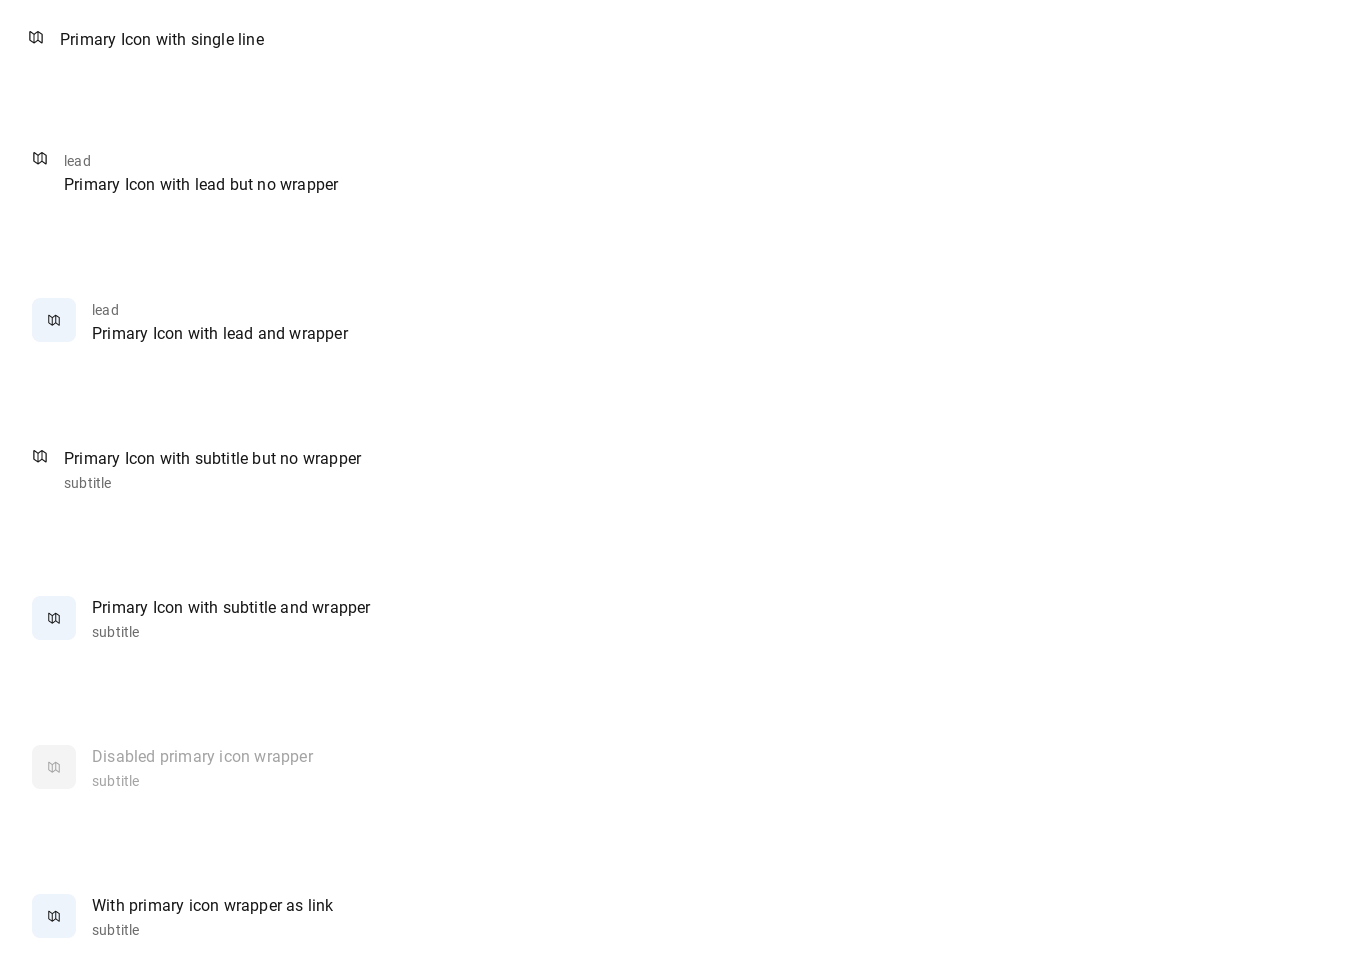 Primary Icon with single line
lead
Primary Icon with lead but no wrapper
lead
Primary Icon with lead and wrapper
Primary Icon with subtitle but no wrapper
subtitle
Primary Icon with subtitle and wrapper
subtitle
Disabled primary icon wrapper
subtitle
With primary icon wrapper as link
subtitle